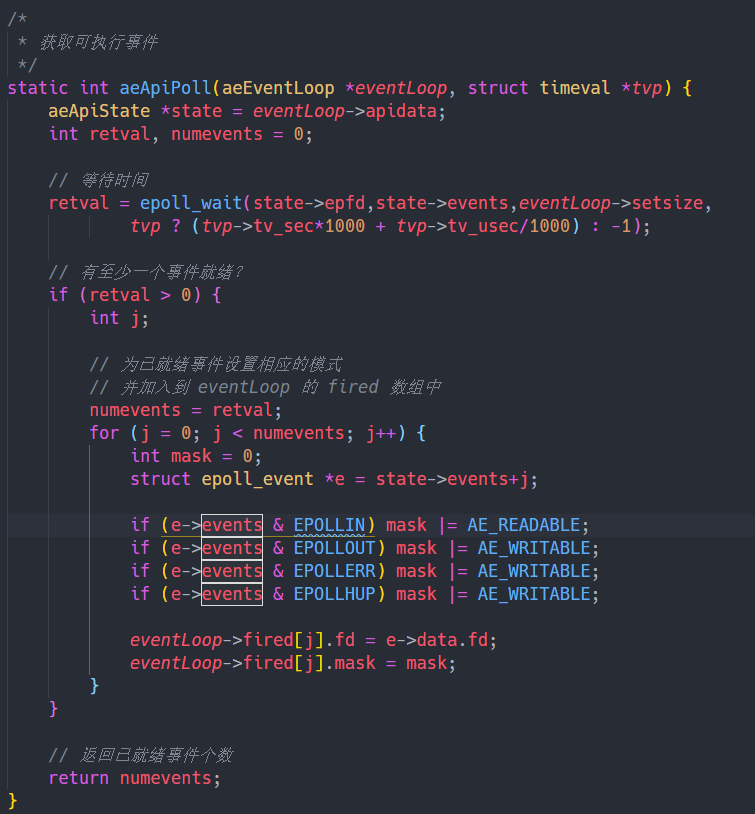 /*
 * 获取可执行事件
 */
static int aeApiPoll(aeEventLoop *eventLoop, struct timeval *tvp) {
    aeApiState *state = eventLoop->apidata;
    int retval, numevents = 0;

    // 等待时间
    retval = epoll_wait(state->epfd,state->events,eventLoop->setsize,
            tvp ? (tvp->tv_sec*1000 + tvp->tv_usec/1000) : -1);

    // 有至少一个事件就绪？
    if (retval > 0) {
        int j;

        // 为已就绪事件设置相应的模式
        // 并加入到 eventLoop 的 fired 数组中
        numevents = retval;
        for (j = 0; j < numevents; j++) {
            int mask = 0;
            struct epoll_event *e = state->events+j;

            if (e->events & EPOLLIN) mask |= AE_READABLE;
            if (e->events & EPOLLOUT) mask |= AE_WRITABLE;
            if (e->events & EPOLLERR) mask |= AE_WRITABLE;
            if (e->events & EPOLLHUP) mask |= AE_WRITABLE;

            eventLoop->fired[j].fd = e->data.fd;
            eventLoop->fired[j].mask = mask;
        }
    }

    // 返回已就绪事件个数
    return numevents;
}